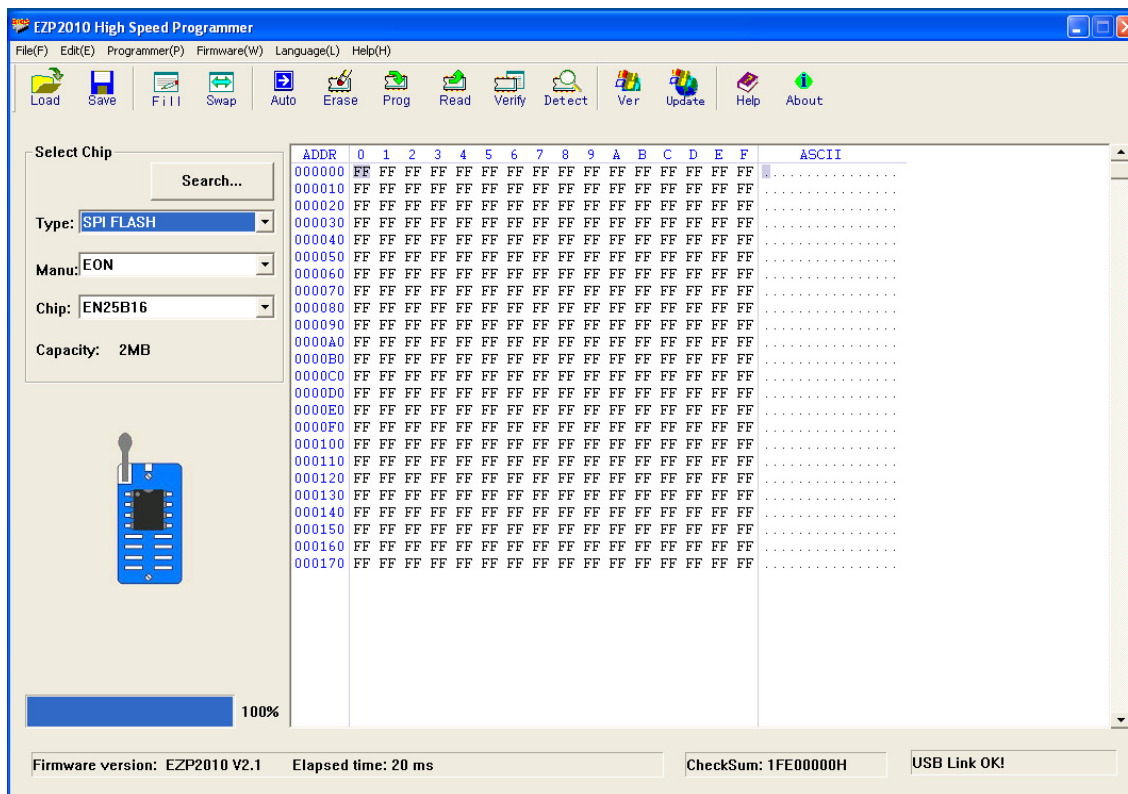 EZP2010 High Speed Programmer
File(F) Edit(E) Programmer(P) Firmware(W) Language(L) Help(H)
Load Save Fill Swap Auto Erase Prog Read Verify Detect Ver Update Help About
Select Chip
Search...
Type: SPI FLASH
Manu: EON
Chip: EN25B16
Capacity: 2MB
100%
ADDR 0 1 2 3 4 5 6 7 8 9 A B C D E F ASCII
000000 FF FF FF FF FF FF FF FF FF FF FF FF FF FF FF FF ................
000010 FF FF FF FF FF FF FF FF FF FF FF FF FF FF FF FF ................
000020 FF FF FF FF FF FF FF FF FF FF FF FF FF FF FF FF ................
000030 FF FF FF FF FF FF FF FF FF FF FF FF FF FF FF FF ................
000040 FF FF FF FF FF FF FF FF FF FF FF FF FF FF FF FF ................
000050 FF FF FF FF FF FF FF FF FF FF FF FF FF FF FF FF ................
000060 FF FF FF FF FF FF FF FF FF FF FF FF FF FF FF FF ................
000070 FF FF FF FF FF FF FF FF FF FF FF FF FF FF FF FF ................
000080 FF FF FF FF FF FF FF FF FF FF FF FF FF FF FF FF ................
000090 FF FF FF FF FF FF FF FF FF FF FF FF FF FF FF FF ................
0000A0 FF FF FF FF FF FF FF FF FF FF FF FF FF FF FF FF ................
0000B0 FF FF FF FF FF FF FF FF FF FF FF FF FF FF FF FF ................
0000C0 FF FF FF FF FF FF FF FF FF FF FF FF FF FF FF FF ................
0000D0 FF FF FF FF FF FF FF FF FF FF FF FF FF FF FF FF ................
0000E0 FF FF FF FF FF FF FF FF FF FF FF FF FF FF FF FF ................
0000F0 FF FF FF FF FF FF FF FF FF FF FF FF FF FF FF FF ................
000100 FF FF FF FF FF FF FF FF FF FF FF FF FF FF FF FF ................
000110 FF FF FF FF FF FF FF FF FF FF FF FF FF FF FF FF ................
000120 FF FF FF FF FF FF FF FF FF FF FF FF FF FF FF FF ................
000130 FF FF FF FF FF FF FF FF FF FF FF FF FF FF FF FF ................
000140 FF FF FF FF FF FF FF FF FF FF FF FF FF FF FF FF ................
000150 FF FF FF FF FF FF FF FF FF FF FF FF FF FF FF FF ................
000160 FF FF FF FF FF FF FF FF FF FF FF FF FF FF FF FF ................
000170 FF FF FF FF FF FF FF FF FF FF FF FF FF FF FF FF ................
Firmware version: EZP2010 V2.1 Elapsed time: 20 ms CheckSum: 1FE00000H USB Link OK!